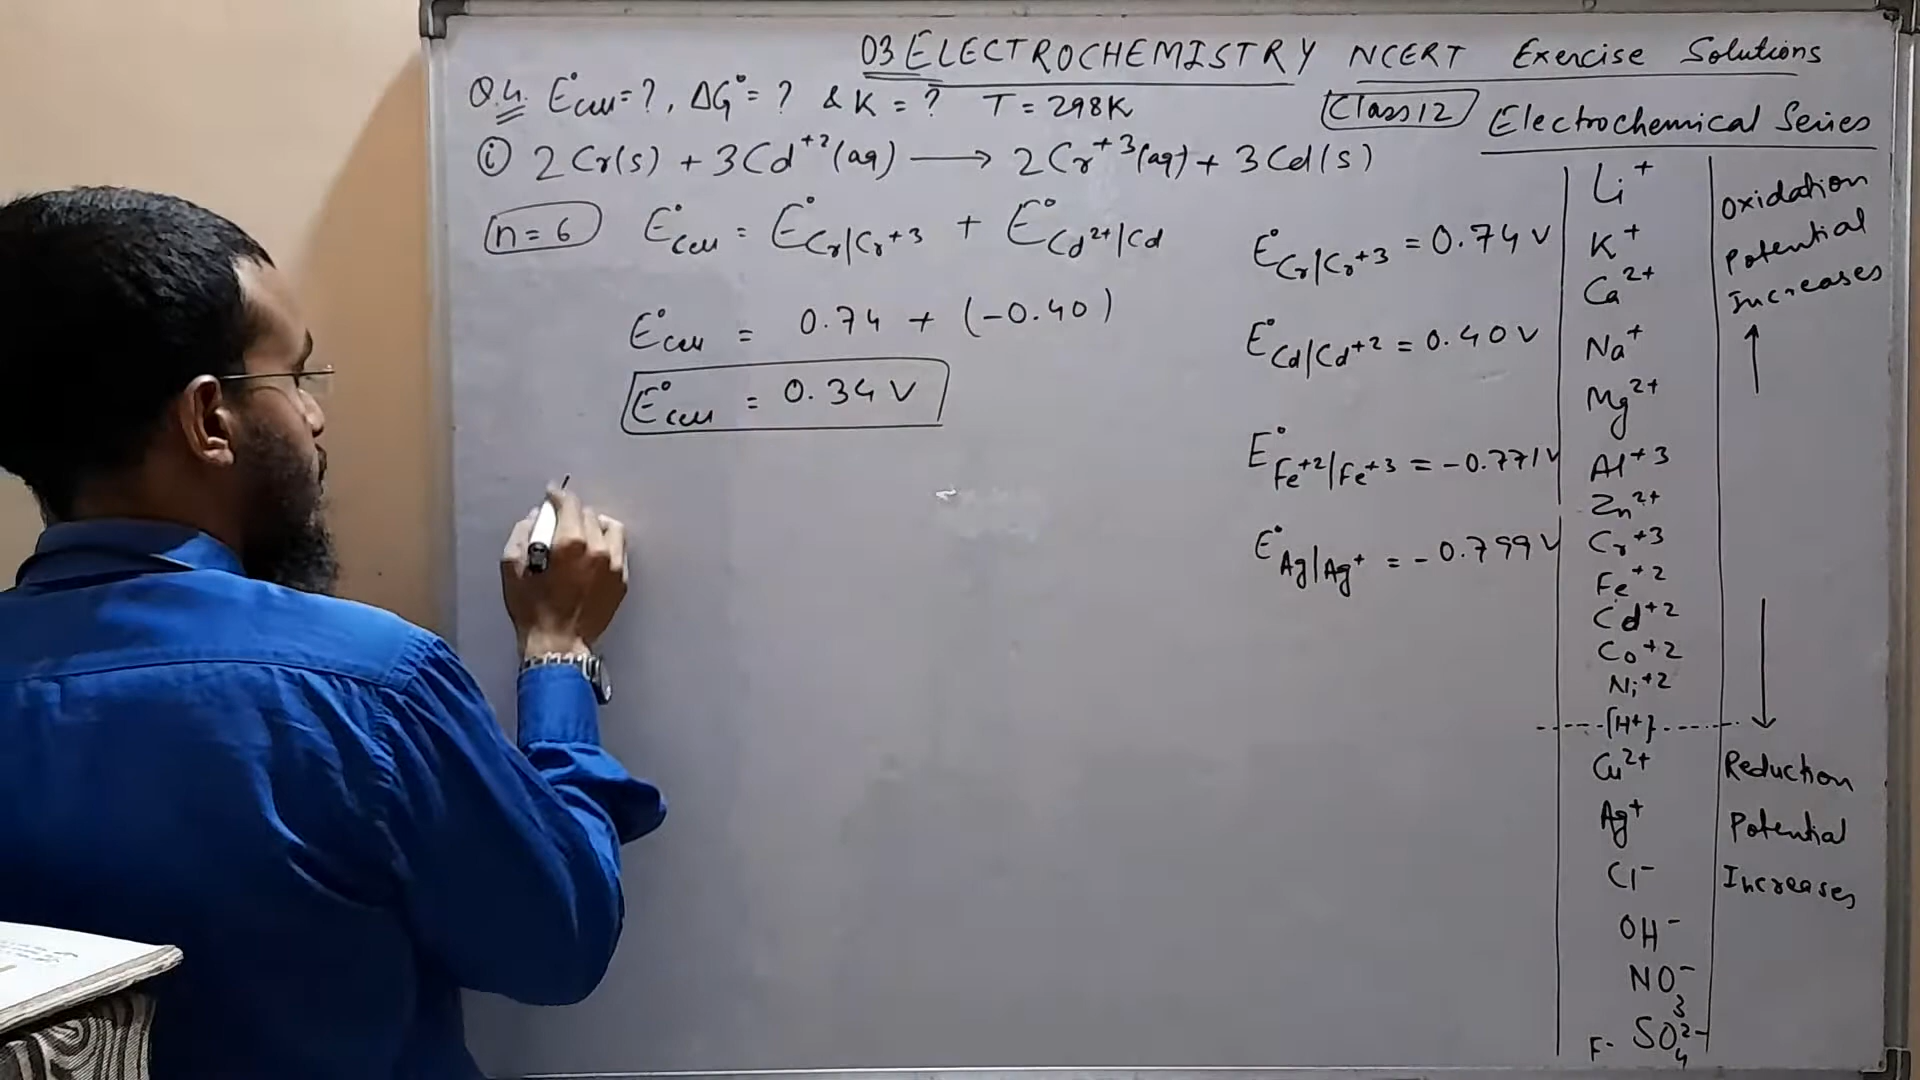 03 ELECTROCHEMISTRY NCERT Exercise Solutions
Q.4. E°cell = ?, ΔG° = ? & K = ? T = 298K
Class 12
Electrochemical Series
(i) 2Cr(s) + 3Cd+2(aq) → 2Cr+3(aq) + 3Cd(s)
n = 6 E°cell = E°Cr|Cr+3 + E°Cd2+|Cd
E°cell = 0.74 + (-0.40)
E°cell = 0.34 V
E°Cr|Cr+3 = 0.74 V
E°Cd|Cd+2 = 0.40 V
E°Fe+2|Fe+3 = -0.771 V
E°Ag|Ag+ = -0.799 V
Li+
K+
Ca2+
Na+
Mg2+
Al+3
Zn2+
Cr+3
Fe+2
Cd+2
Co+2
Ni+2
[H+]
Cu2+
Ag+
Cl-
OH-
NO3-
SO4 2-
F-
Oxidation
Potential
Increases
Reduction
Potential
Increases